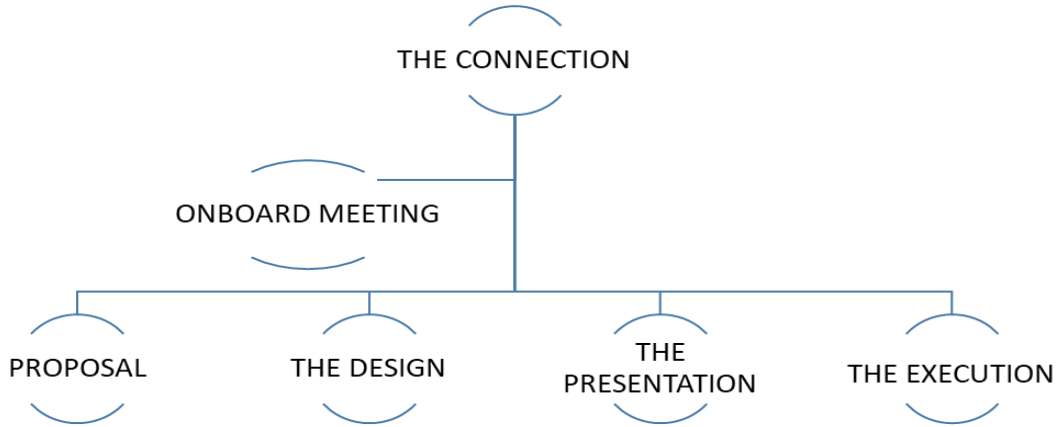 THE CONNECTION
ONBOARD MEETING
PROPOSAL
THE DESIGN
THE
PRESENTATION
THE EXECUTION